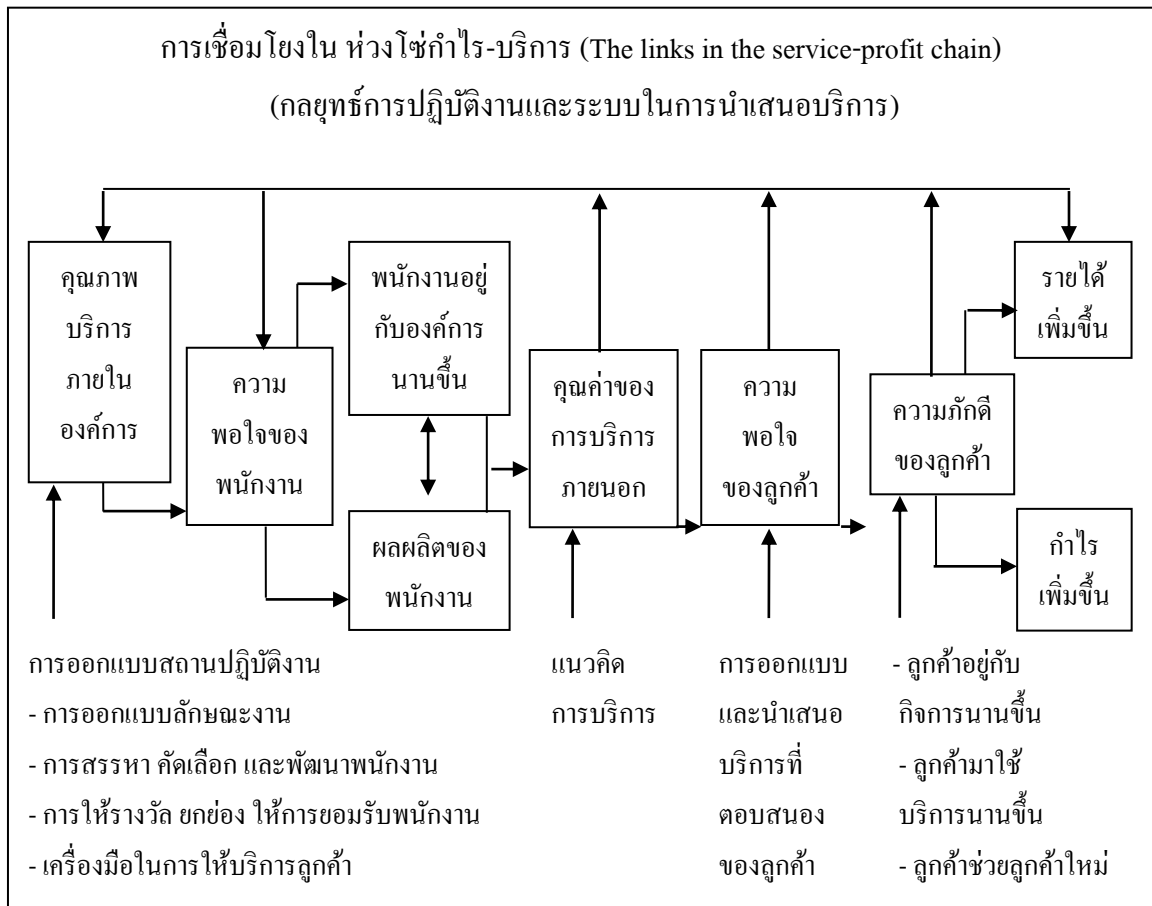 การเชื่อมโยงใน ห่วงโซ่กำไร-บริการ (The links in the service-profit chain)
(กลยุทธ์การปฏิบัติงานและระบบในการนำเสนอบริการ)
คุณภาพ
บริการ
ภายใน
องค์การ
ความ
พอใจของ
พนักงาน
พนักงานอยู่
กับองค์การ
นานขึ้น
ผลผลิตของ
พนักงาน
คุณค่าของ
การบริการ
ภายนอก
ความ
พอใจ
ของลูกค้า
ความภักดี
ของลูกค้า
รายได้
เพิ่มขึ้น
กำไร
เพิ่มขึ้น
การออกแบบสถานปฏิบัติงาน
- การออกแบบลักษณะงาน
- การสรรหา คัดเลือก และพัฒนาพนักงาน
- การให้รางวัล ยกย่อง ให้การยอมรับพนักงาน
- เครื่องมือในการให้บริการลูกค้า
แนวคิด
การบริการ
การออกแบบ
และนำเสนอ
บริการที่
ตอบสนอง
ของลูกค้า
- ลูกค้าอยู่กับ
กิจการนานขึ้น
- ลูกค้ามาใช้
บริการนานขึ้น
- ลูกค้าช่วยลูกค้าใหม่